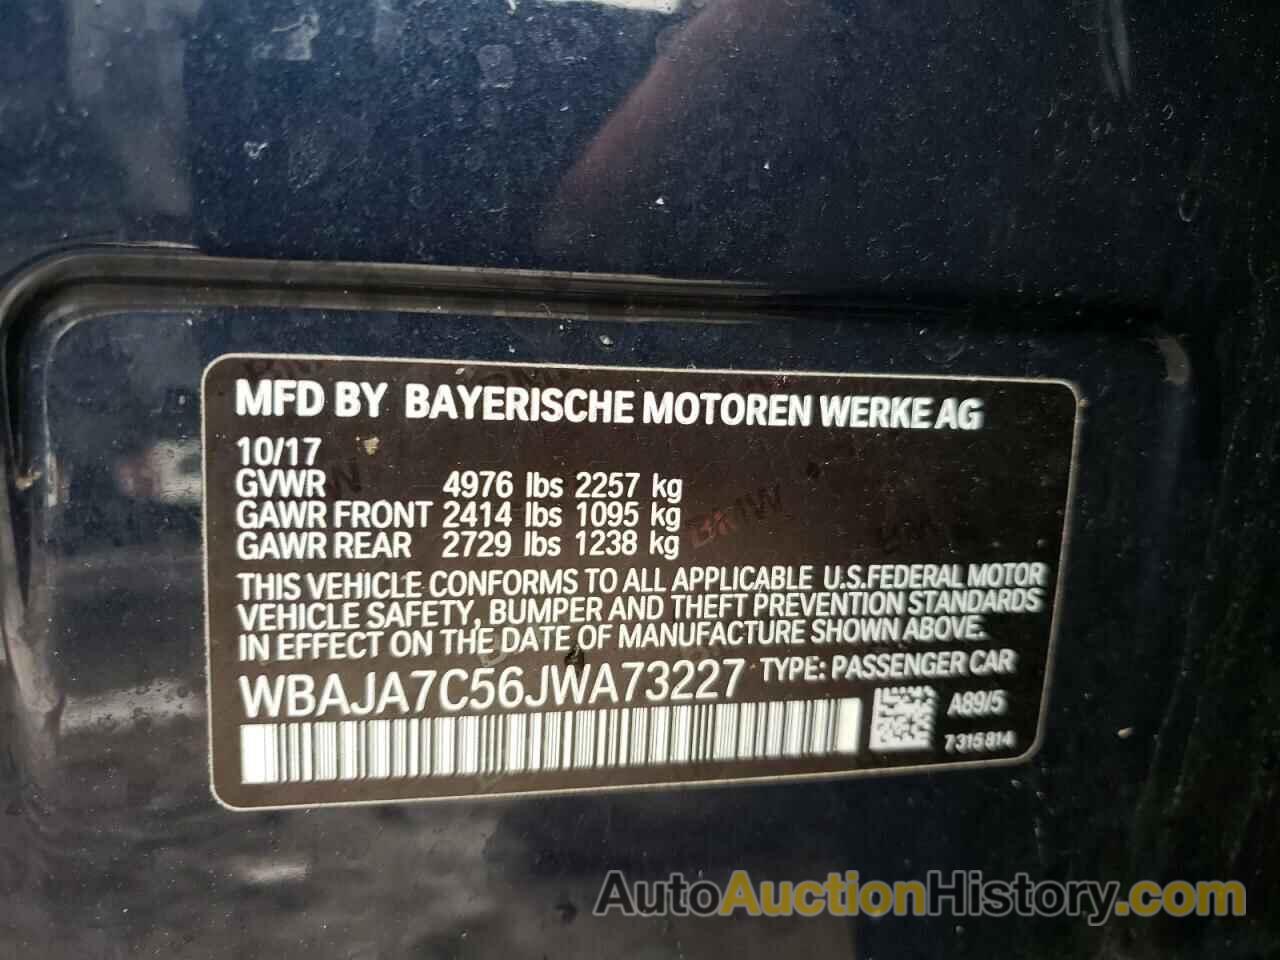 MFD BY BAYERISCHE MOTOREN WERKE AG
10/17
GVWR 4976 lbs 2257 kg
GAWR FRONT 2414 lbs 1095 kg
GAWR REAR 2729 lbs 1238 kg
THIS VEHICLE CONFORMS TO ALL APPLICABLE U.S.FEDERAL MOTOR
VEHICLE SAFETY, BUMPER AND THEFT PREVENTION STANDARDS
IN EFFECT ON THE DATE OF MANUFACTURE SHOWN ABOVE.
WBAJA7C56JWA73227 TYPE: PASSENGER CAR
A89/5
7315814
AutoAuctionHistory.com